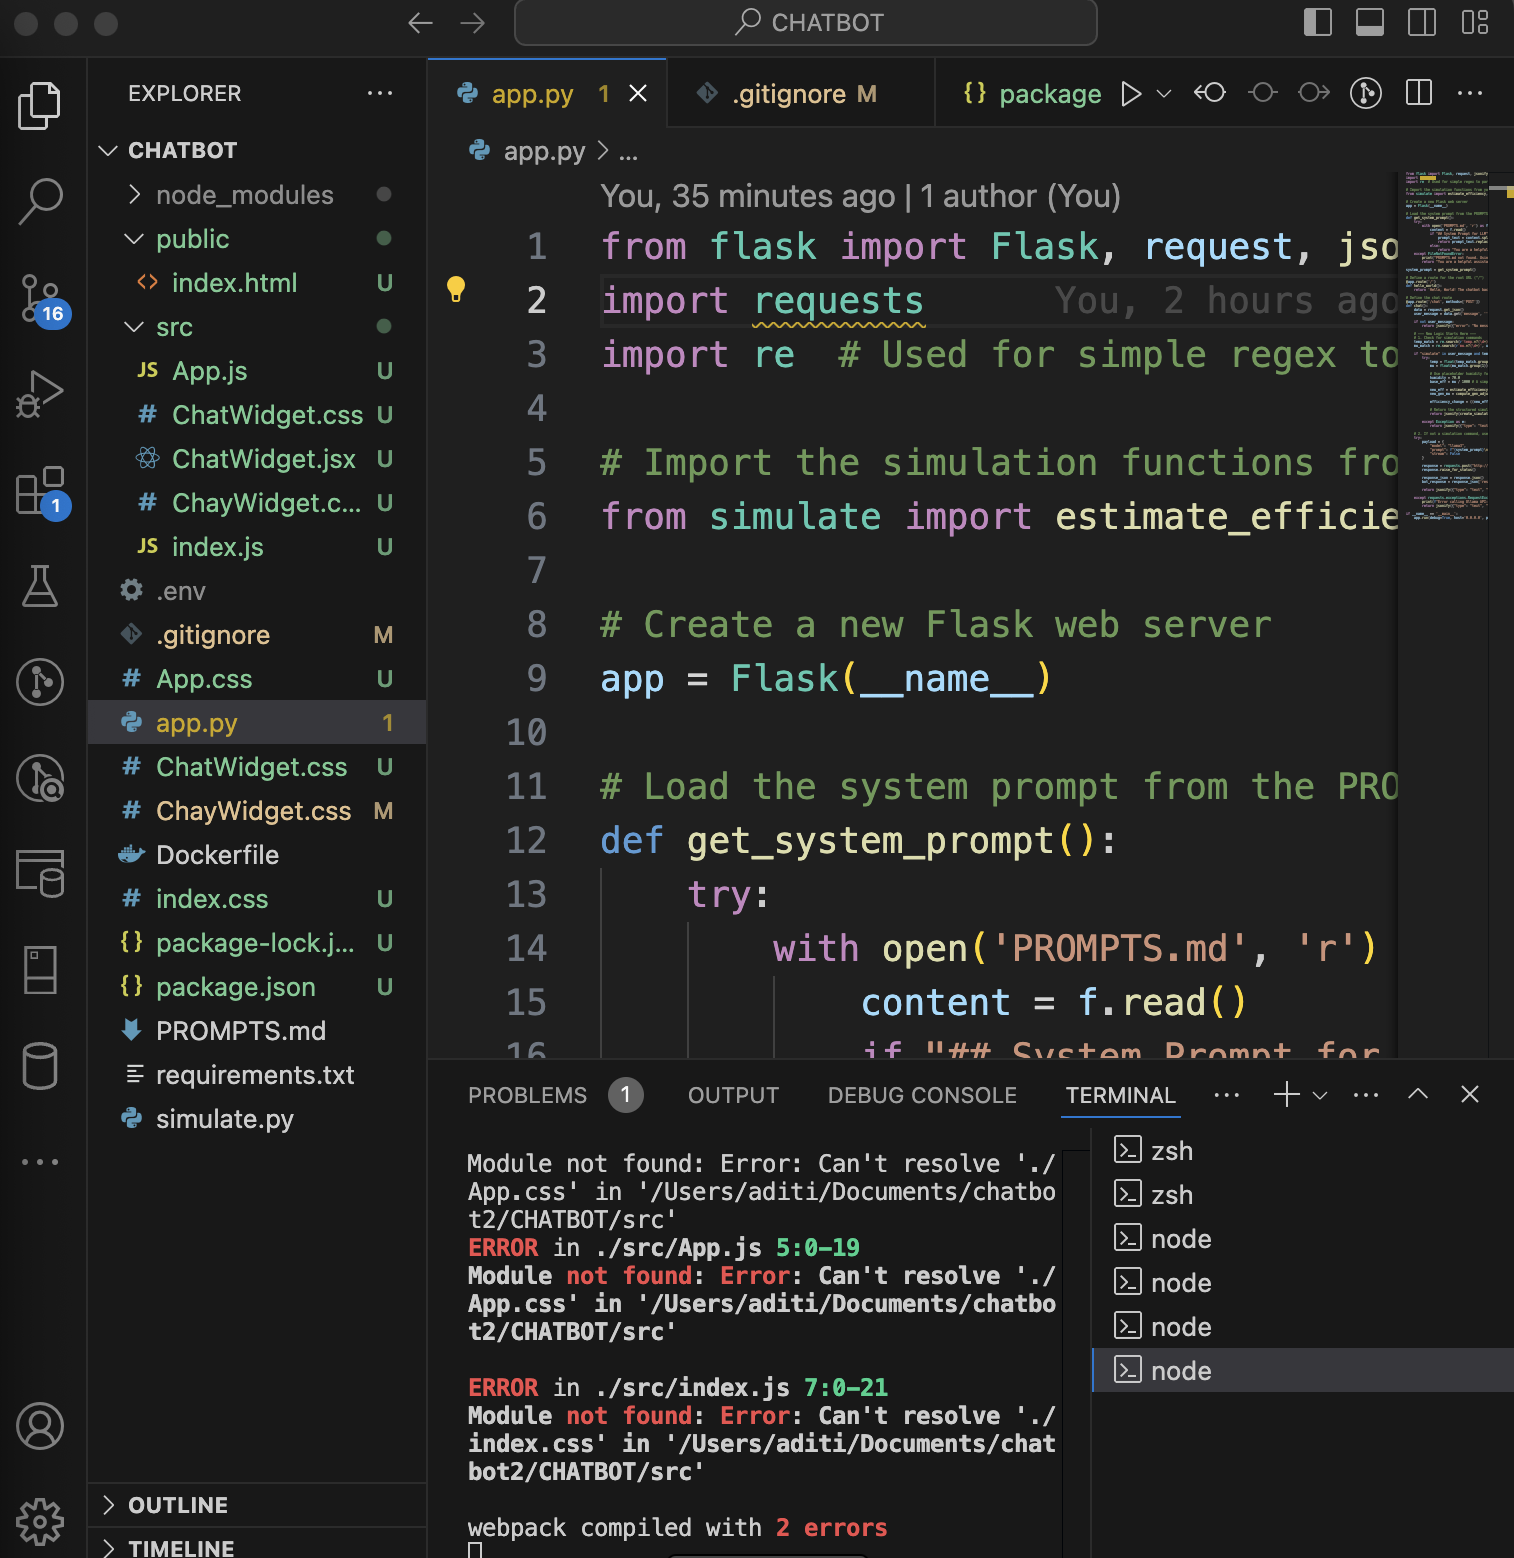 CHATBOT
EXPLORER
CHATBOT
node_modules
public
index.html U
src
JS App.js U
# ChatWidget.css U
ChatWidget.jsx U
# ChayWidget.c... U
JS index.js U
.env
.gitignore M
# App.css U
app.py 1
# ChatWidget.css U
# ChayWidget.css M
Dockerfile
# index.css U
{} package-lock.j... U
{} package.json U
PROMPTS.md
requirements.txt
simulate.py
OUTLINE
TIMELINE
16
1
app.py 1
.gitignore M
{} package
app.py > ...
You, 35 minutes ago | 1 author (You)
1 from flask import Flask, request, jso
2 import requests You, 2 hours ago
3 import re # Used for simple regex to
4
5 # Import the simulation functions fro
6 from simulate import estimate_efficie
7
8 # Create a new Flask web server
9 app = Flask(__name__)
10
11 # Load the system prompt from the PRO
12 def get_system_prompt():
13 try:
14 with open('PROMPTS.md', 'r')
15 content = f.read()
16 if "## System Prompt for
PROBLEMS 1 OUTPUT DEBUG CONSOLE TERMINAL
Module not found: Error: Can't resolve './
App.css' in '/Users/aditi/Documents/chatbo
t2/CHATBOT/src'
ERROR in ./src/App.js 5:0-19
Module not found: Error: Can't resolve './
App.css' in '/Users/aditi/Documents/chatbo
t2/CHATBOT/src'
ERROR in ./src/index.js 7:0-21
Module not found: Error: Can't resolve './
index.css' in '/Users/aditi/Documents/chat
bot2/CHATBOT/src'
webpack compiled with 2 errors
zsh
zsh
node
node
node
node